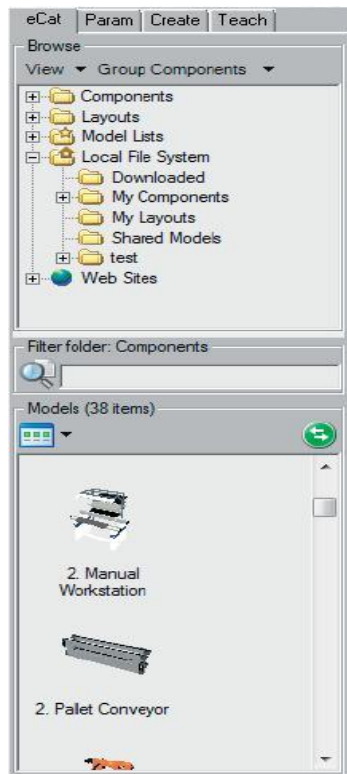 eCat Param Create Teach
Browse
View Group Components
Components
Layouts
Model Lists
Local File System
Downloaded
My Components
My Layouts
Shared Models
test
Web Sites
Filter folder: Components
Models (38 items)
2. Manual
Workstation
2. Pallet Conveyor